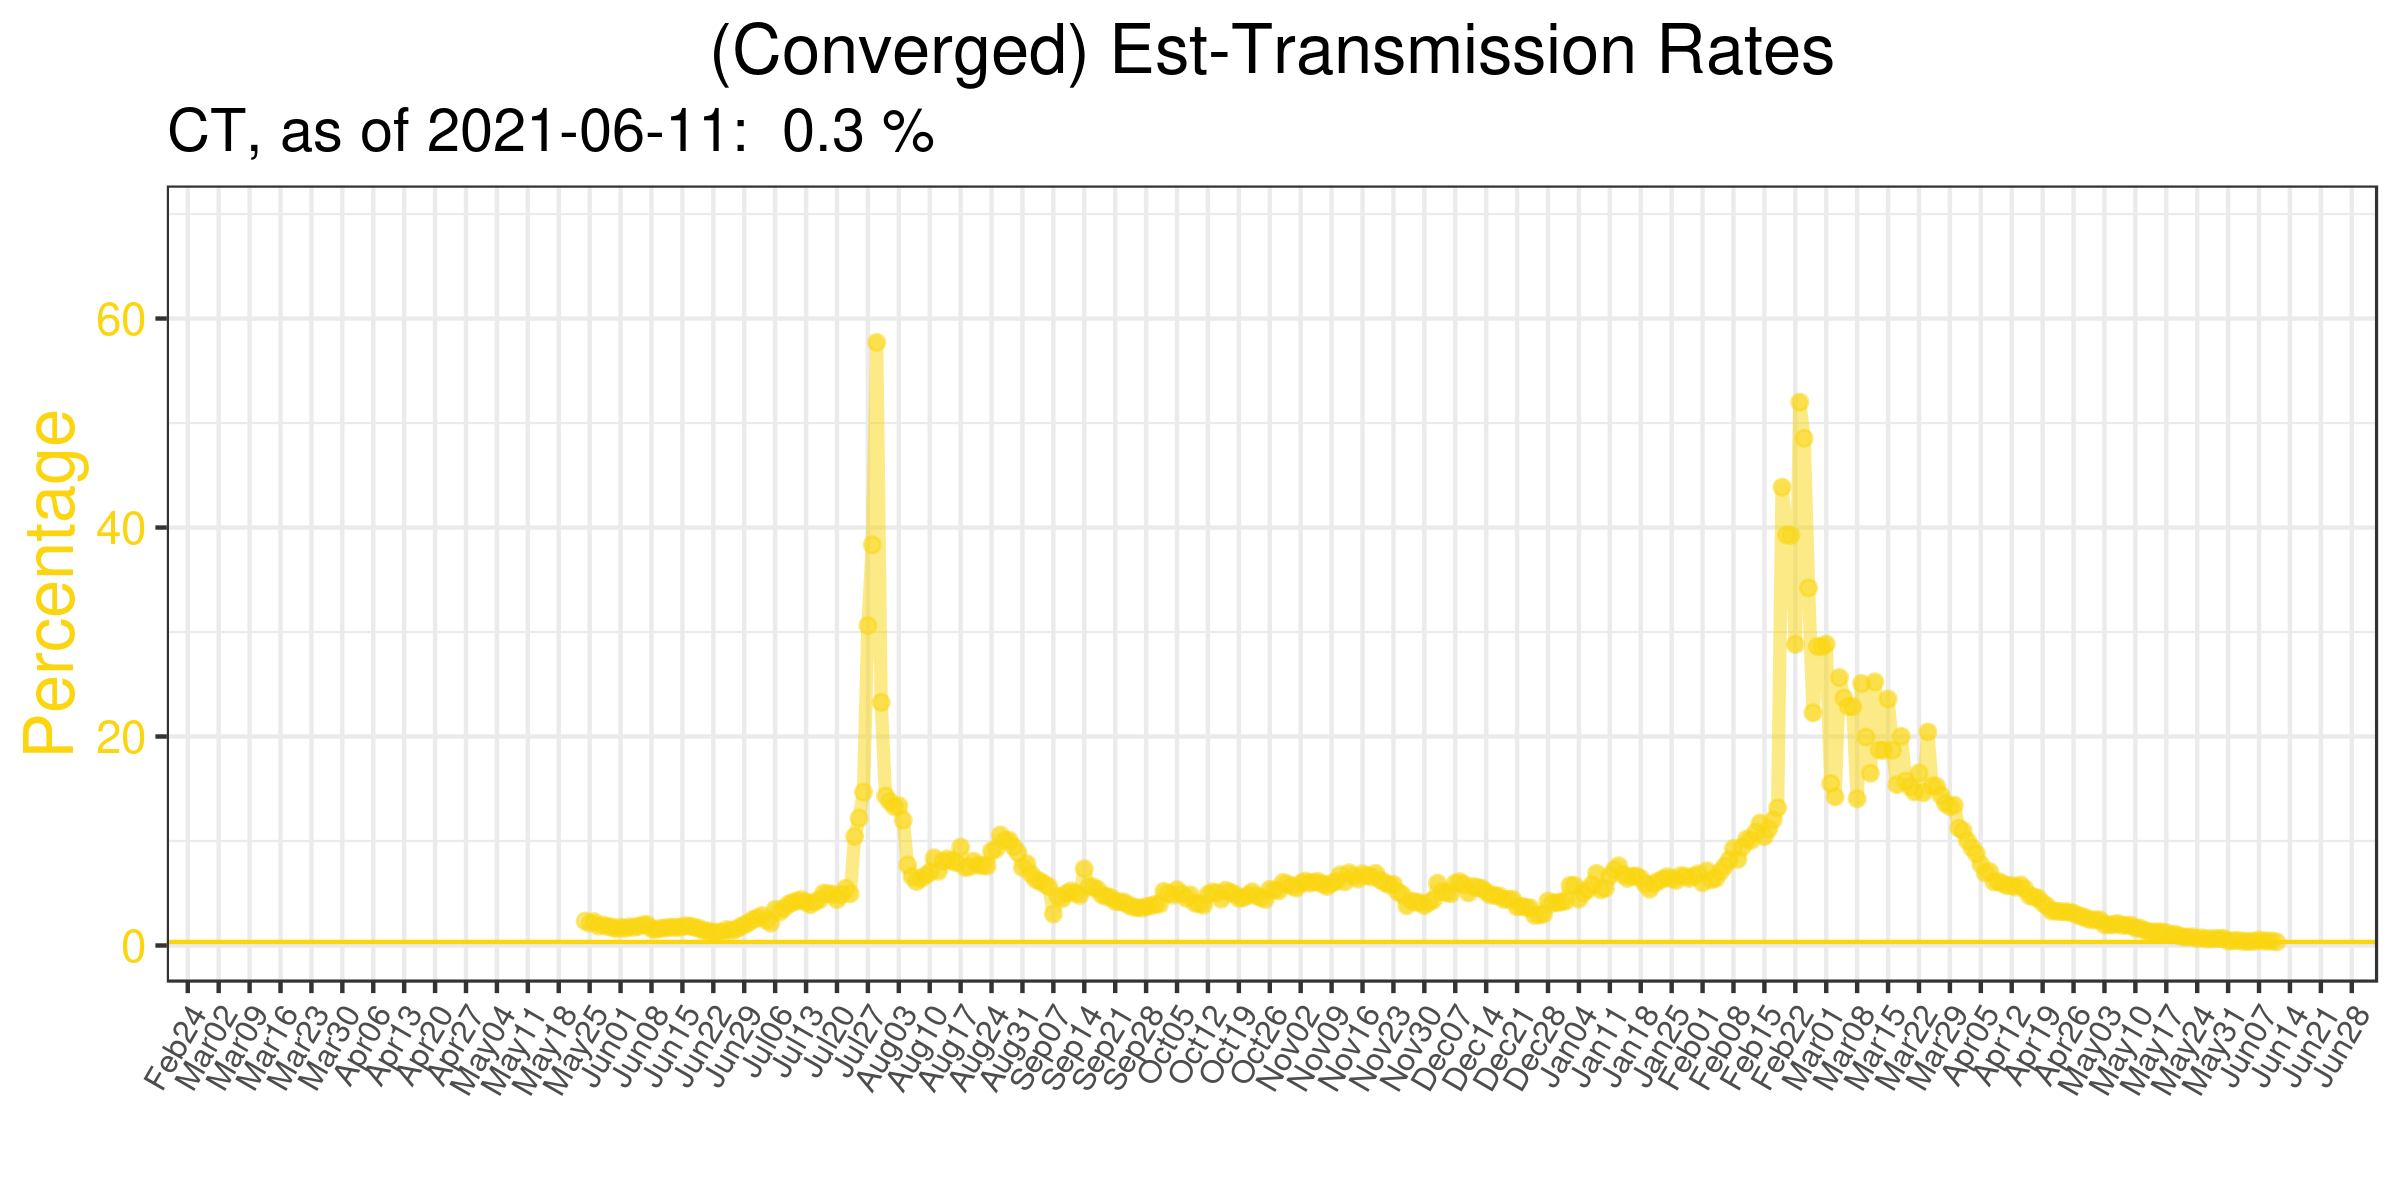 (Converged) Est-Transmission Rates
CT, as of 2021-06-11:  0.3 %
Percentage
60
40
20
0
Feb24
Mar02
Mar09
Mar16
Mar23
Mar30
Apr06
Apr13
Apr20
Apr27
May04
May11
May18
May25
Jun01
Jun08
Jun15
Jun22
Jun29
Jul06
Jul13
Jul20
Jul27
Aug03
Aug10
Aug17
Aug24
Aug31
Sep07
Sep14
Sep21
Sep28
Oct05
Oct12
Oct19
Oct26
Nov02
Nov09
Nov16
Nov23
Nov30
Dec07
Dec14
Dec21
Dec28
Jan04
Jan11
Jan18
Jan25
Feb01
Feb08
Feb15
Feb22
Mar01
Mar08
Mar15
Mar22
Mar29
Apr05
Apr12
Apr19
Apr26
May03
May10
May17
May24
May31
Jun07
Jun14
Jun21
Jun28